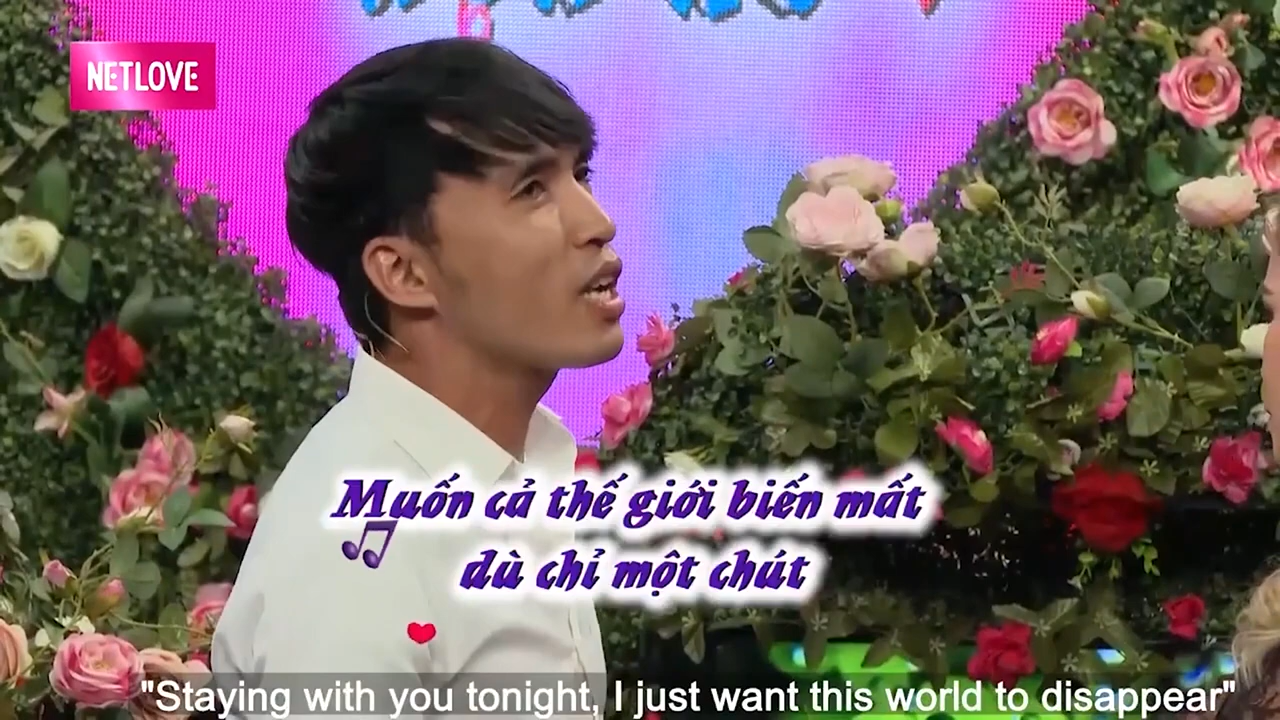 NETLOVE
Muốn cả thế giới biến mất
dù chỉ một chút
"Staying with you tonight, I just want this world to disappear"